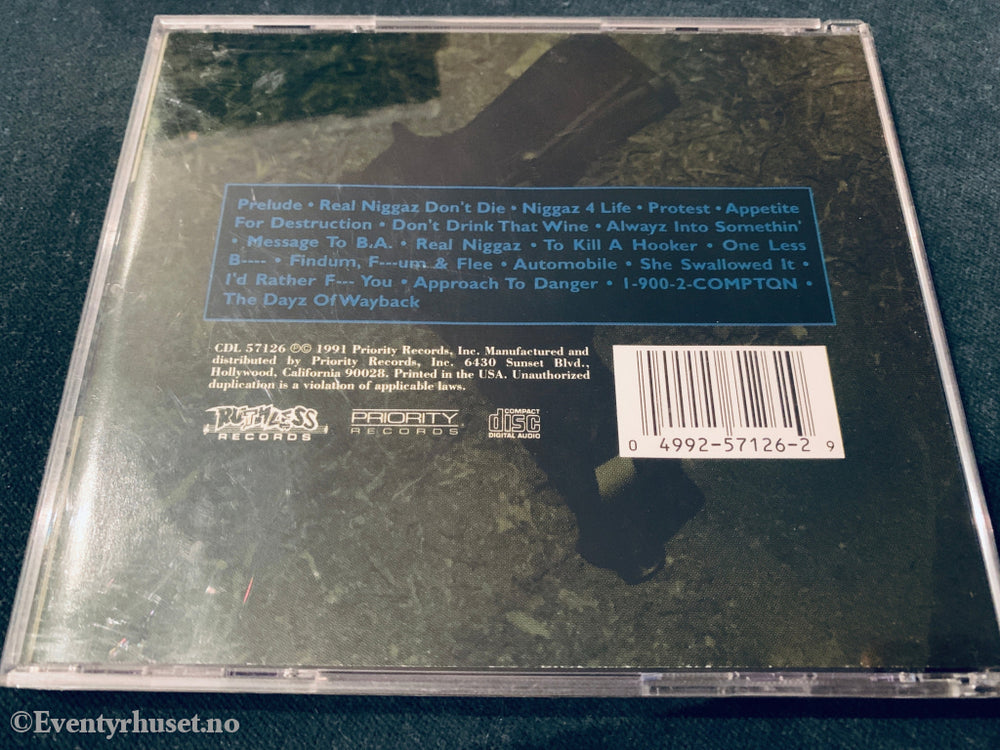 Prelude • Real Niggaz Don't Die • Niggaz 4 Life • Protest • Appetite
For Destruction • Don't Drink That Wine • Alwayz Into Somethin'
• Message To B.A. • Real Niggaz • To Kill A Hooker • One Less
B---- • Findum, F---um & Flee • Automobile • She Swallowed It •
I'd Rather F--- You • Approach To Danger • 1-900-2-COMPTON •
The Dayz Of Wayback
CDL 57126 ℗© 1991 Priority Records, Inc. Manufactured and
distributed by Priority Records, Inc. 6430 Sunset Blvd.,
Hollywood, California 90028. Printed in the USA. Unauthorized
duplication is a violation of applicable laws.
RUTHLESS
RECORDS
PRIORITY
RECORDS
COMPACT
disc
DIGITAL AUDIO
0 4992-57126-2 9
©Eventyrhuset.no